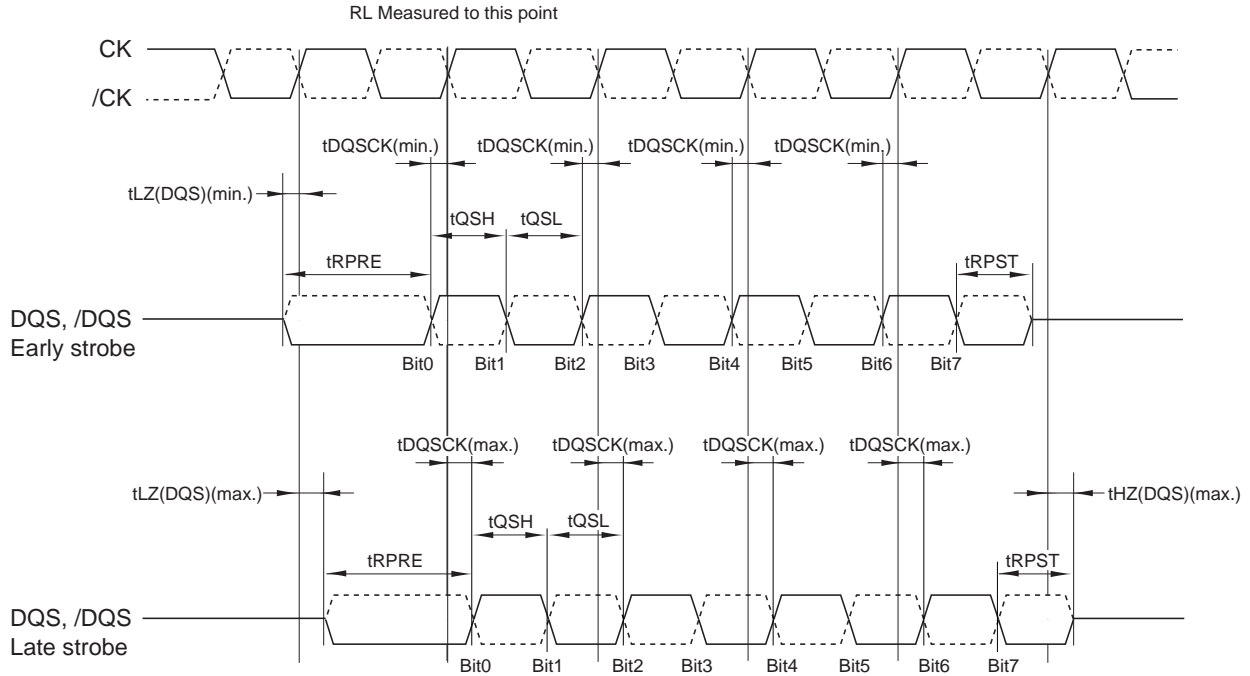 RL Measured to this point
CK
/CK
tDQSCK(min.) tDQSCK(min.) tDQSCK(min.) tDQSCK(min.)
tLZ(DQS)(min.)
tQSH tQSL
tRPRE tRPST
DQS, /DQS
Early strobe
Bit0 Bit1 Bit2 Bit3 Bit4 Bit5 Bit6 Bit7
tDQSCK(max.) tDQSCK(max.) tDQSCK(max.) tDQSCK(max.)
tLZ(DQS)(max.) tHZ(DQS)(max.)
tQSH tQSL
tRPRE tRPST
DQS, /DQS
Late strobe
Bit0 Bit1 Bit2 Bit3 Bit4 Bit5 Bit6 Bit7